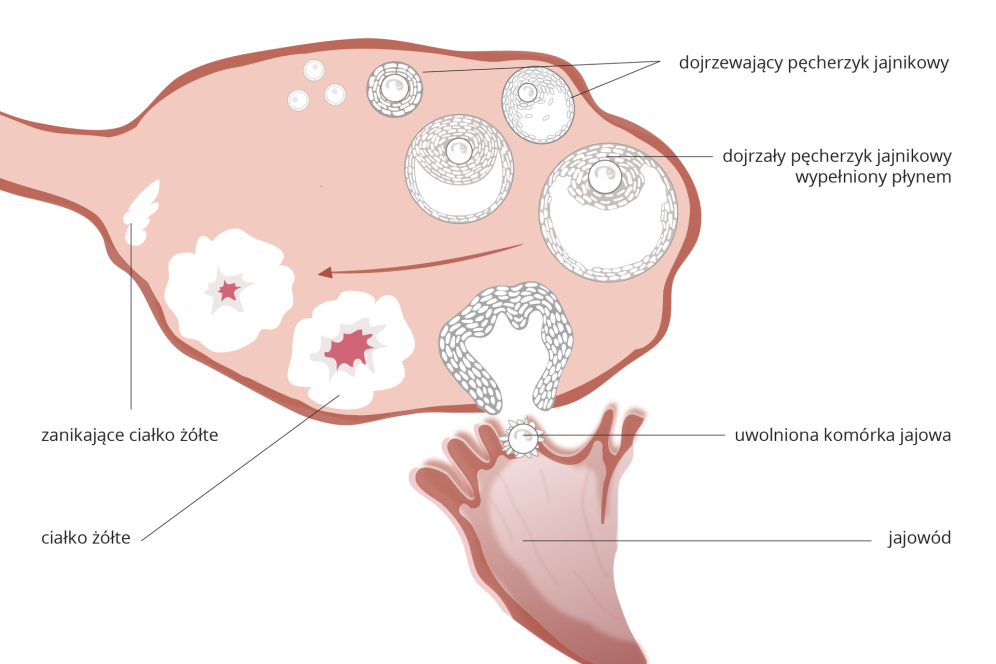 dojrzewający pęcherzyk jajnikowy
dojrzały pęcherzyk jajnikowy
wypełniony płynem
zanikające ciałko żółte
uwolniona komórka jajowa
ciałko żółte
jajowód